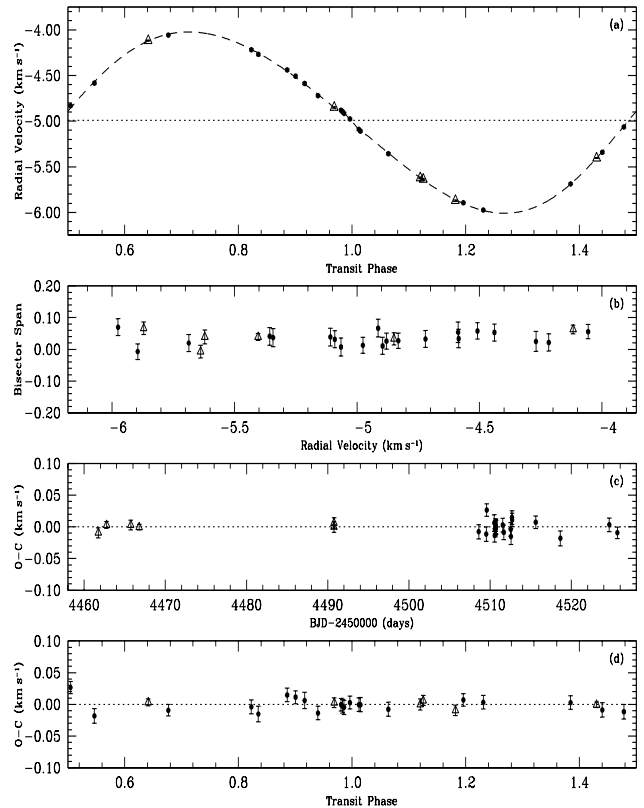 (a)
−4.00
−4.50
−5.00
−5.50
−6.00
Radial Velocity (km s⁻¹)
0.6 0.8 1.0 1.2 1.4
Transit Phase
(b)
0.20
0.10
0.00
−0.10
−0.20
Bisector Span
−6 −5.5 −5 −4.5 −4
Radial Velocity (km s⁻¹)
(c)
0.10
0.05
0.00
−0.05
−0.10
O−C (km s⁻¹)
4460 4470 4480 4490 4500 4510 4520
BJD−2450000 (days)
(d)
0.10
0.05
0.00
−0.05
−0.10
O−C (km s⁻¹)
0.6 0.8 1.0 1.2 1.4
Transit Phase